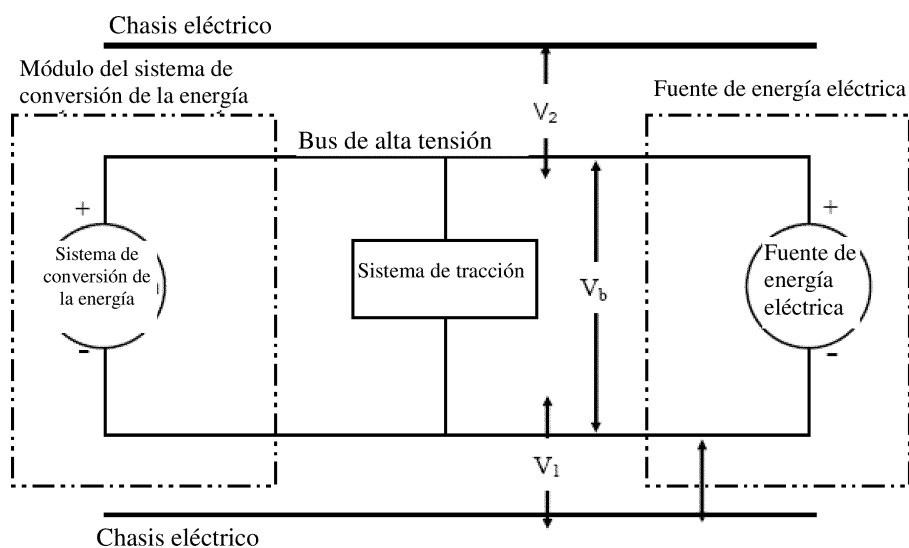 Chasis eléctrico
Módulo del sistema de
conversión de la energía
Fuente de energía eléctrica
V2
Bus de alta tensión
+
+
Sistema de
conversión de
la energía
Sistema de tracción
Vb
Fuente de
energía
eléctrica
-
-
V1
Chasis eléctrico